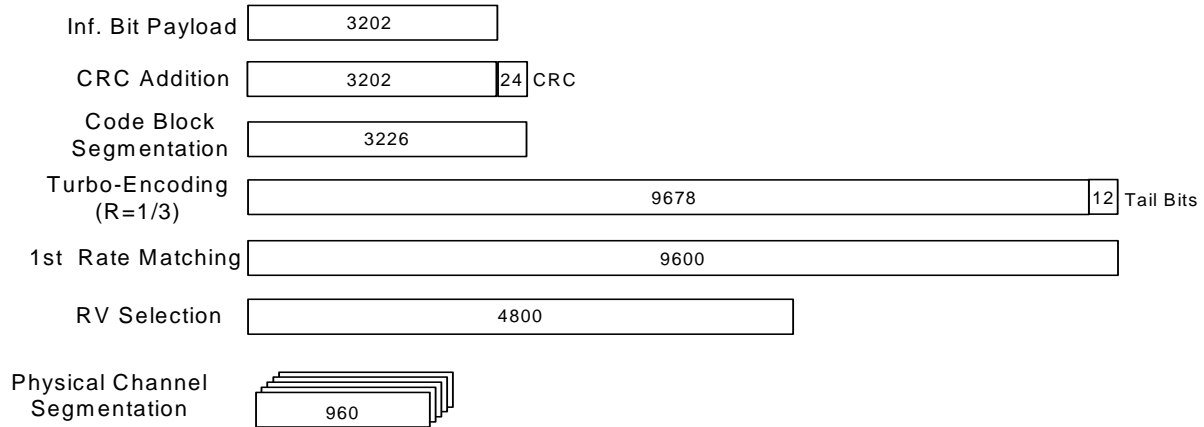 Inf. Bit Payload 3202
CRC Addition 3202 24 CRC
Code Block
Segmentation 3226
Turbo-Encoding
(R=1/3) 9678 12 Tail Bits
1st Rate Matching 9600
RV Selection 4800
Physical Channel
Segmentation 960